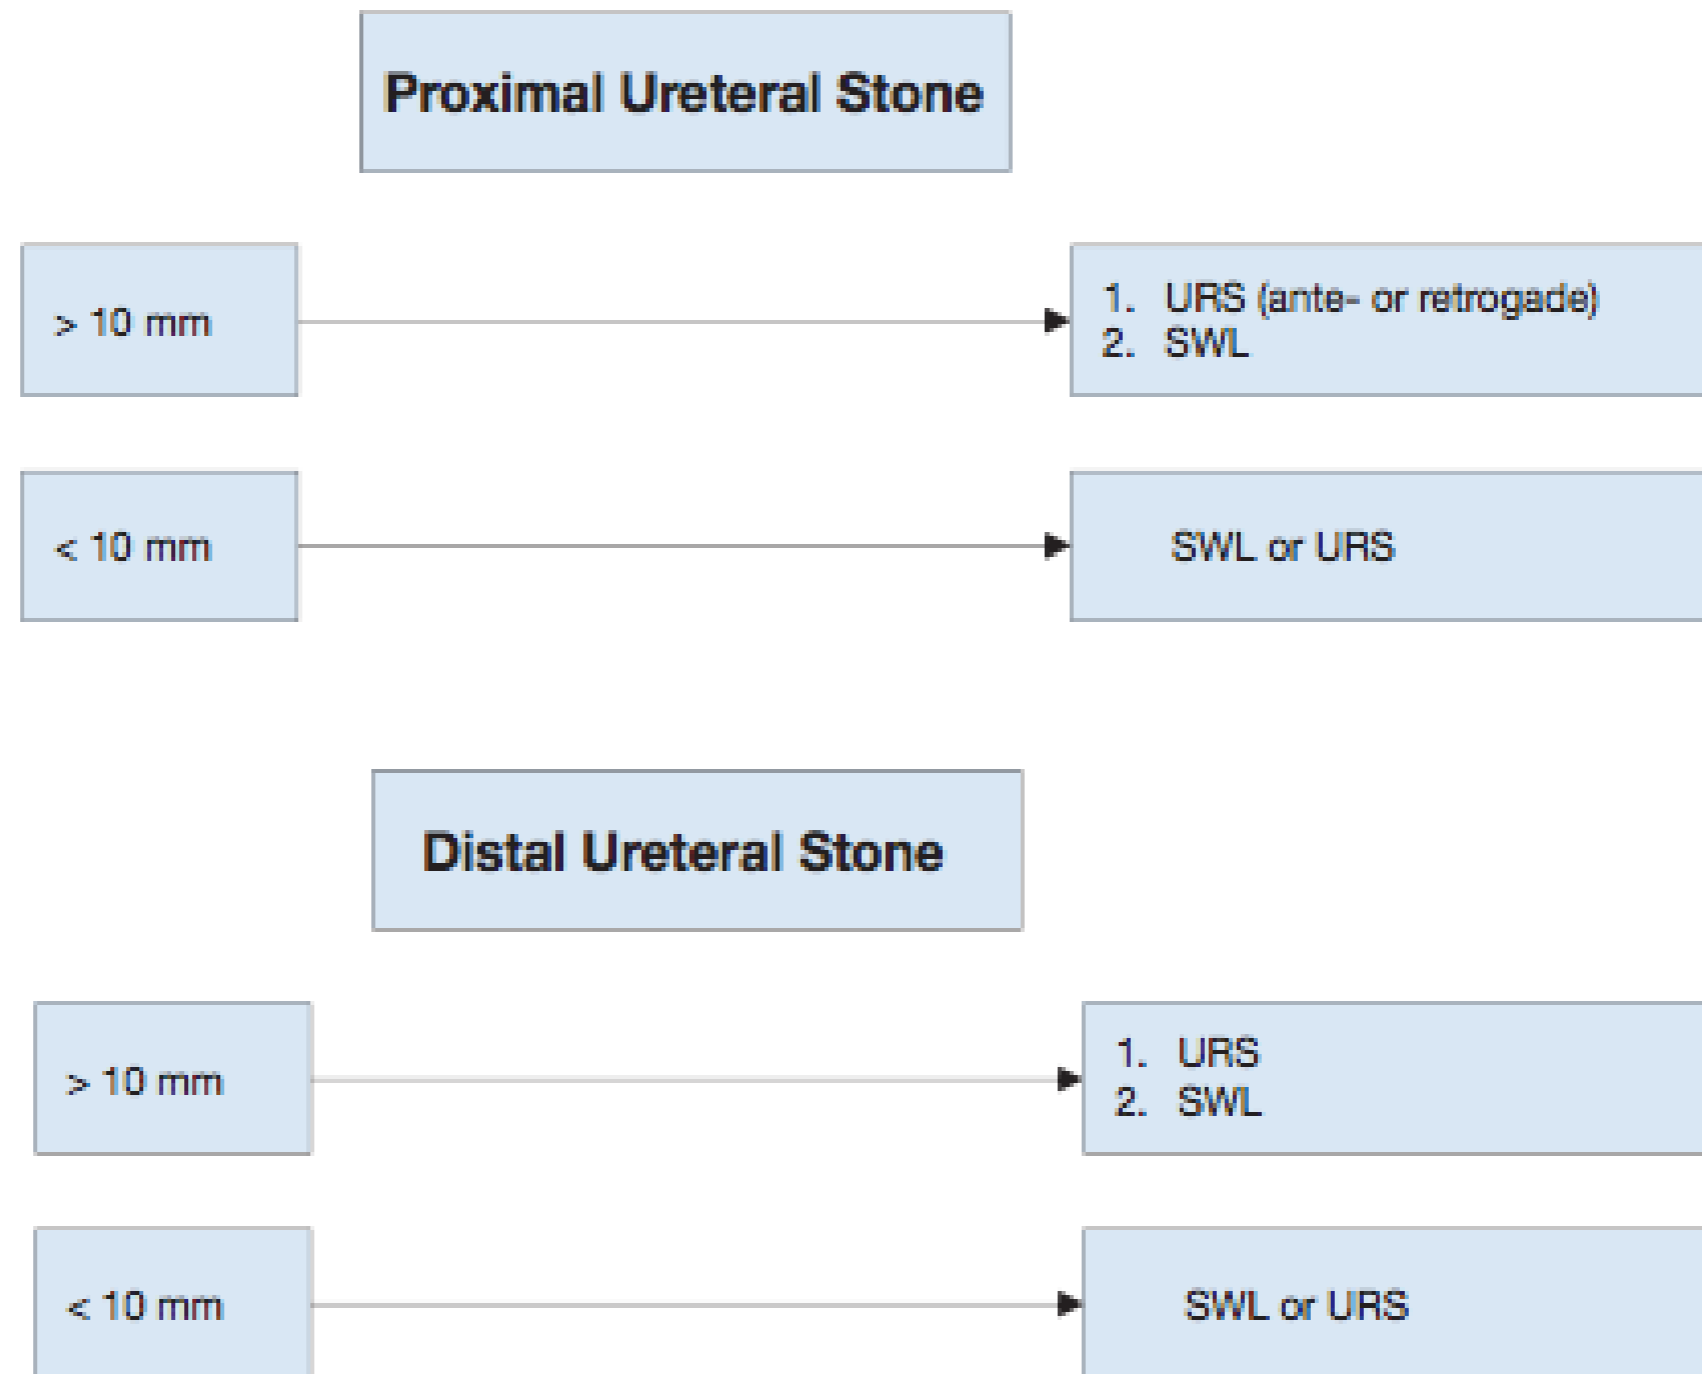 Proximal Ureteral Stone
> 10 mm
1. URS (ante- or retrogade)
2. SWL
< 10 mm
SWL or URS
Distal Ureteral Stone
> 10 mm
1. URS
2. SWL
< 10 mm
SWL or URS